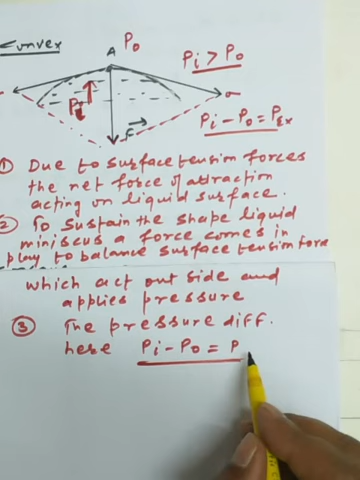 Convex
A P₀
Pi > P₀
Pi
F
σ
Pi - P₀ = PEx
① Due to surface tension forces
the net force of attraction
acting on liquid surface.
② To sustain the shape liquid
miniscus a force comes in
play to balance surface tension force
which act out side and
applies pressure
③ The pressure diff.
here Pi - P₀ = P